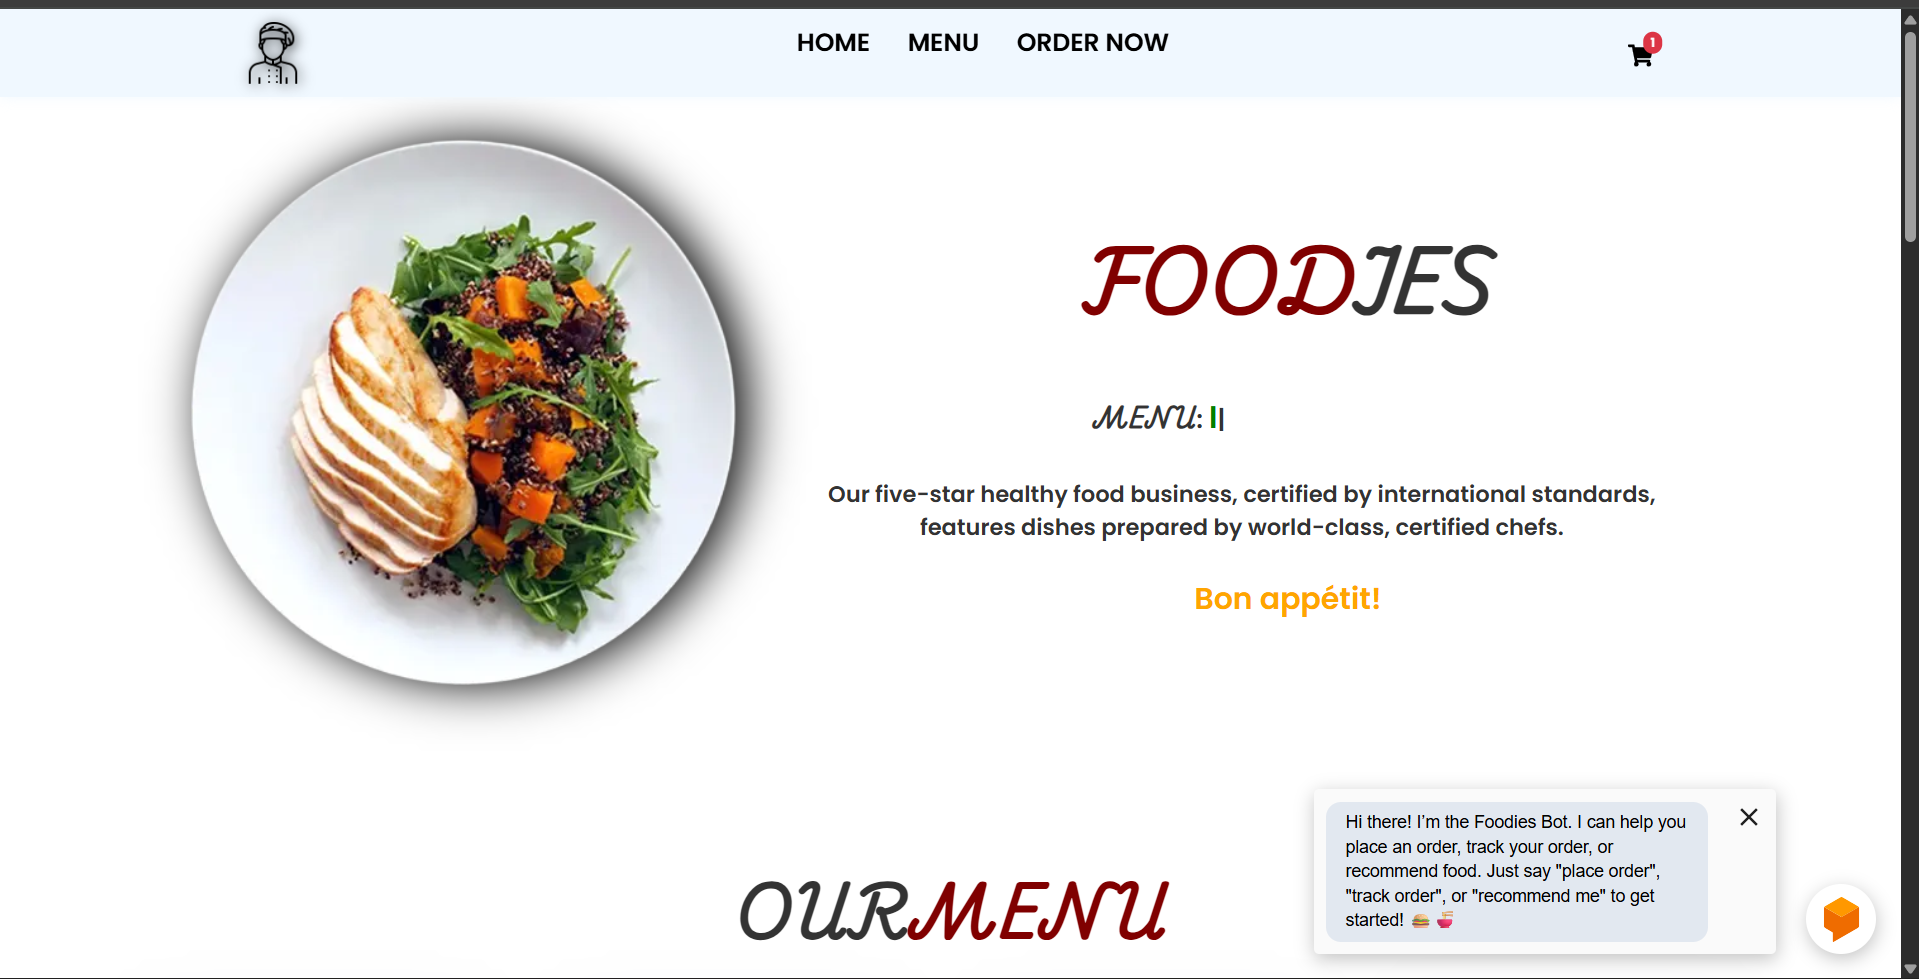 HOME MENU ORDER NOW
1
FOODIES
MENU: I|
Our five-star healthy food business, certified by international standards,
features dishes prepared by world-class, certified chefs.
Bon appétit!
OURMENU
Hi there! I’m the Foodies Bot. I can help you
place an order, track your order, or
recommend food. Just say "place order",
"track order", or "recommend me" to get
started! 🍔 🍜